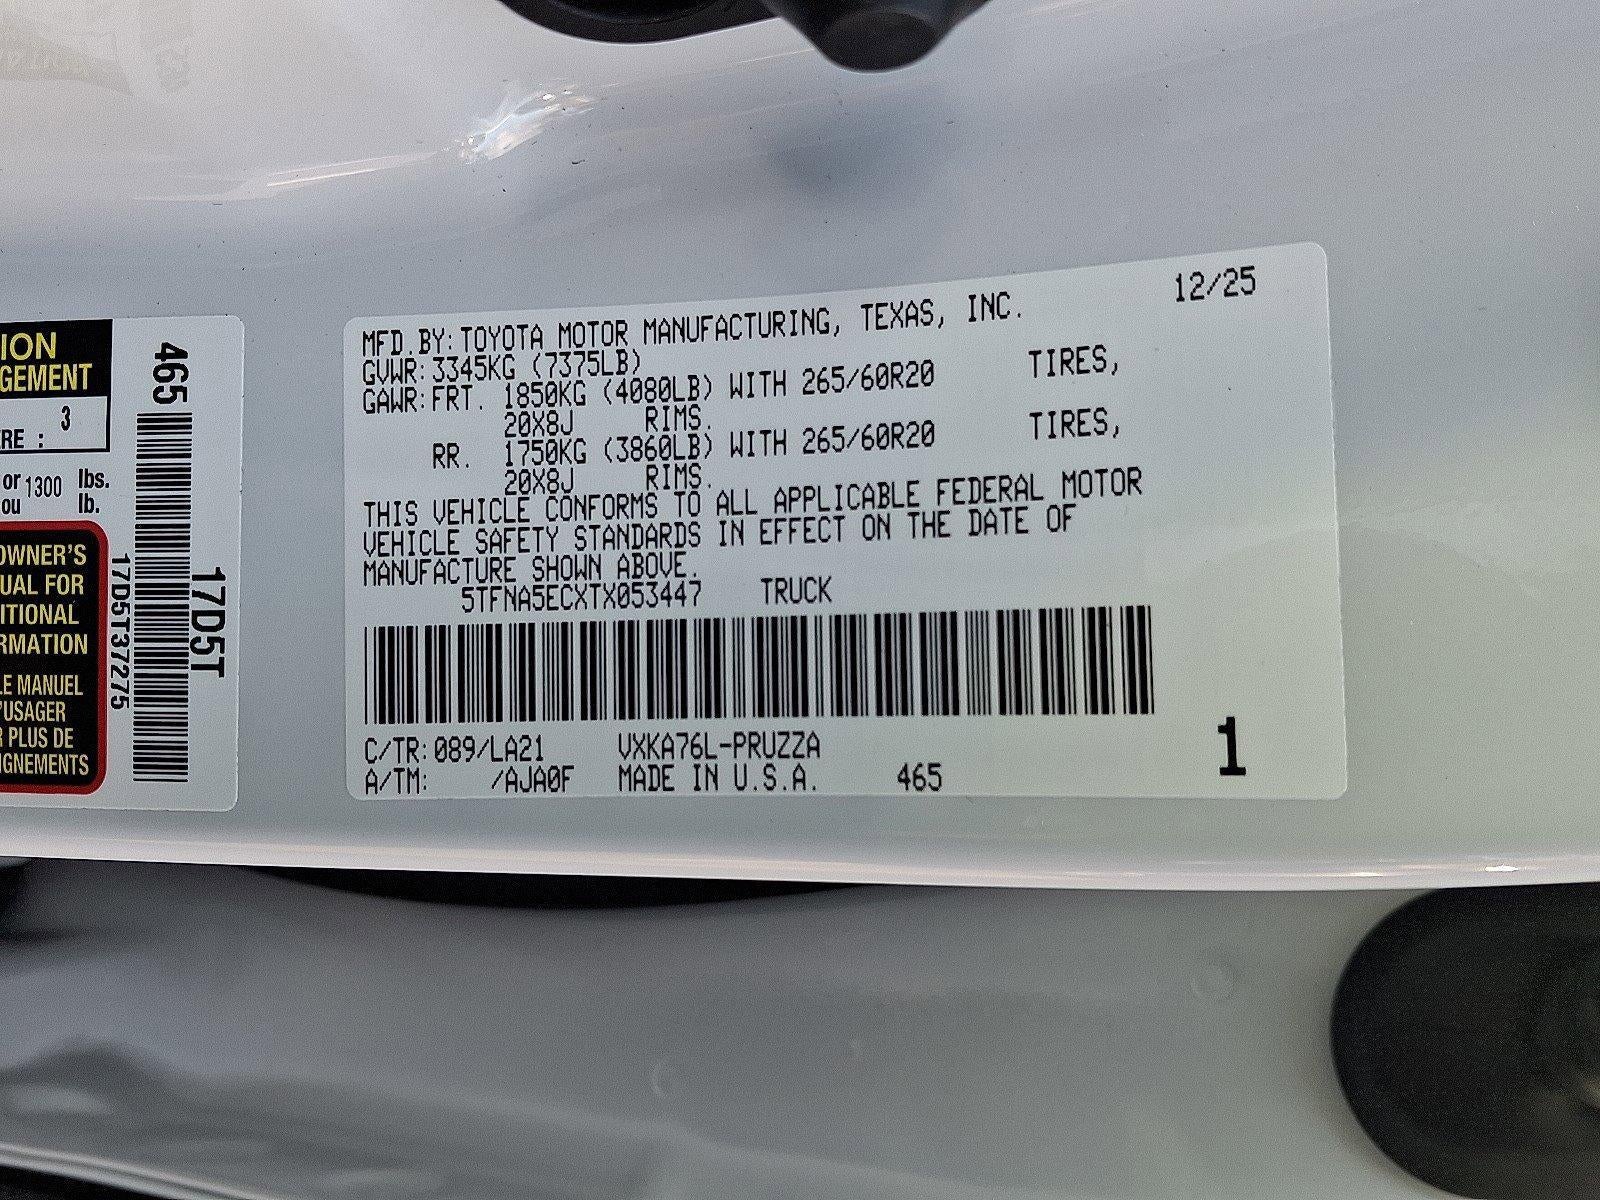 ION
GEMENT
3
ERE :
or 1300 lbs.
ou lb.
OWNER'S
UAL FOR
ITIONAL
RMATION
LE MANUEL
'USAGER
R PLUS DE
IGNEMENTS
465
17D5T37275
17D5T
12/25
MFD.BY:TOYOTA MOTOR MANUFACTURING, TEXAS, INC.
GVWR:3345KG (7375LB)
GAWR:FRT. 1850KG (4080LB) WITH 265/60R20 TIRES,
20X8J RIMS.
RR. 1750KG (3860LB) WITH 265/60R20 TIRES,
20X8J RIMS.
THIS VEHICLE CONFORMS TO ALL APPLICABLE FEDERAL MOTOR
VEHICLE SAFETY STANDARDS IN EFFECT ON THE DATE OF
MANUFACTURE SHOWN ABOVE.
5TFNA5ECXTX053447 TRUCK
C/TR:089/LA21 VXKA76L-PRUZZA
A/TM: /AJA0F MADE IN U.S.A. 465
1